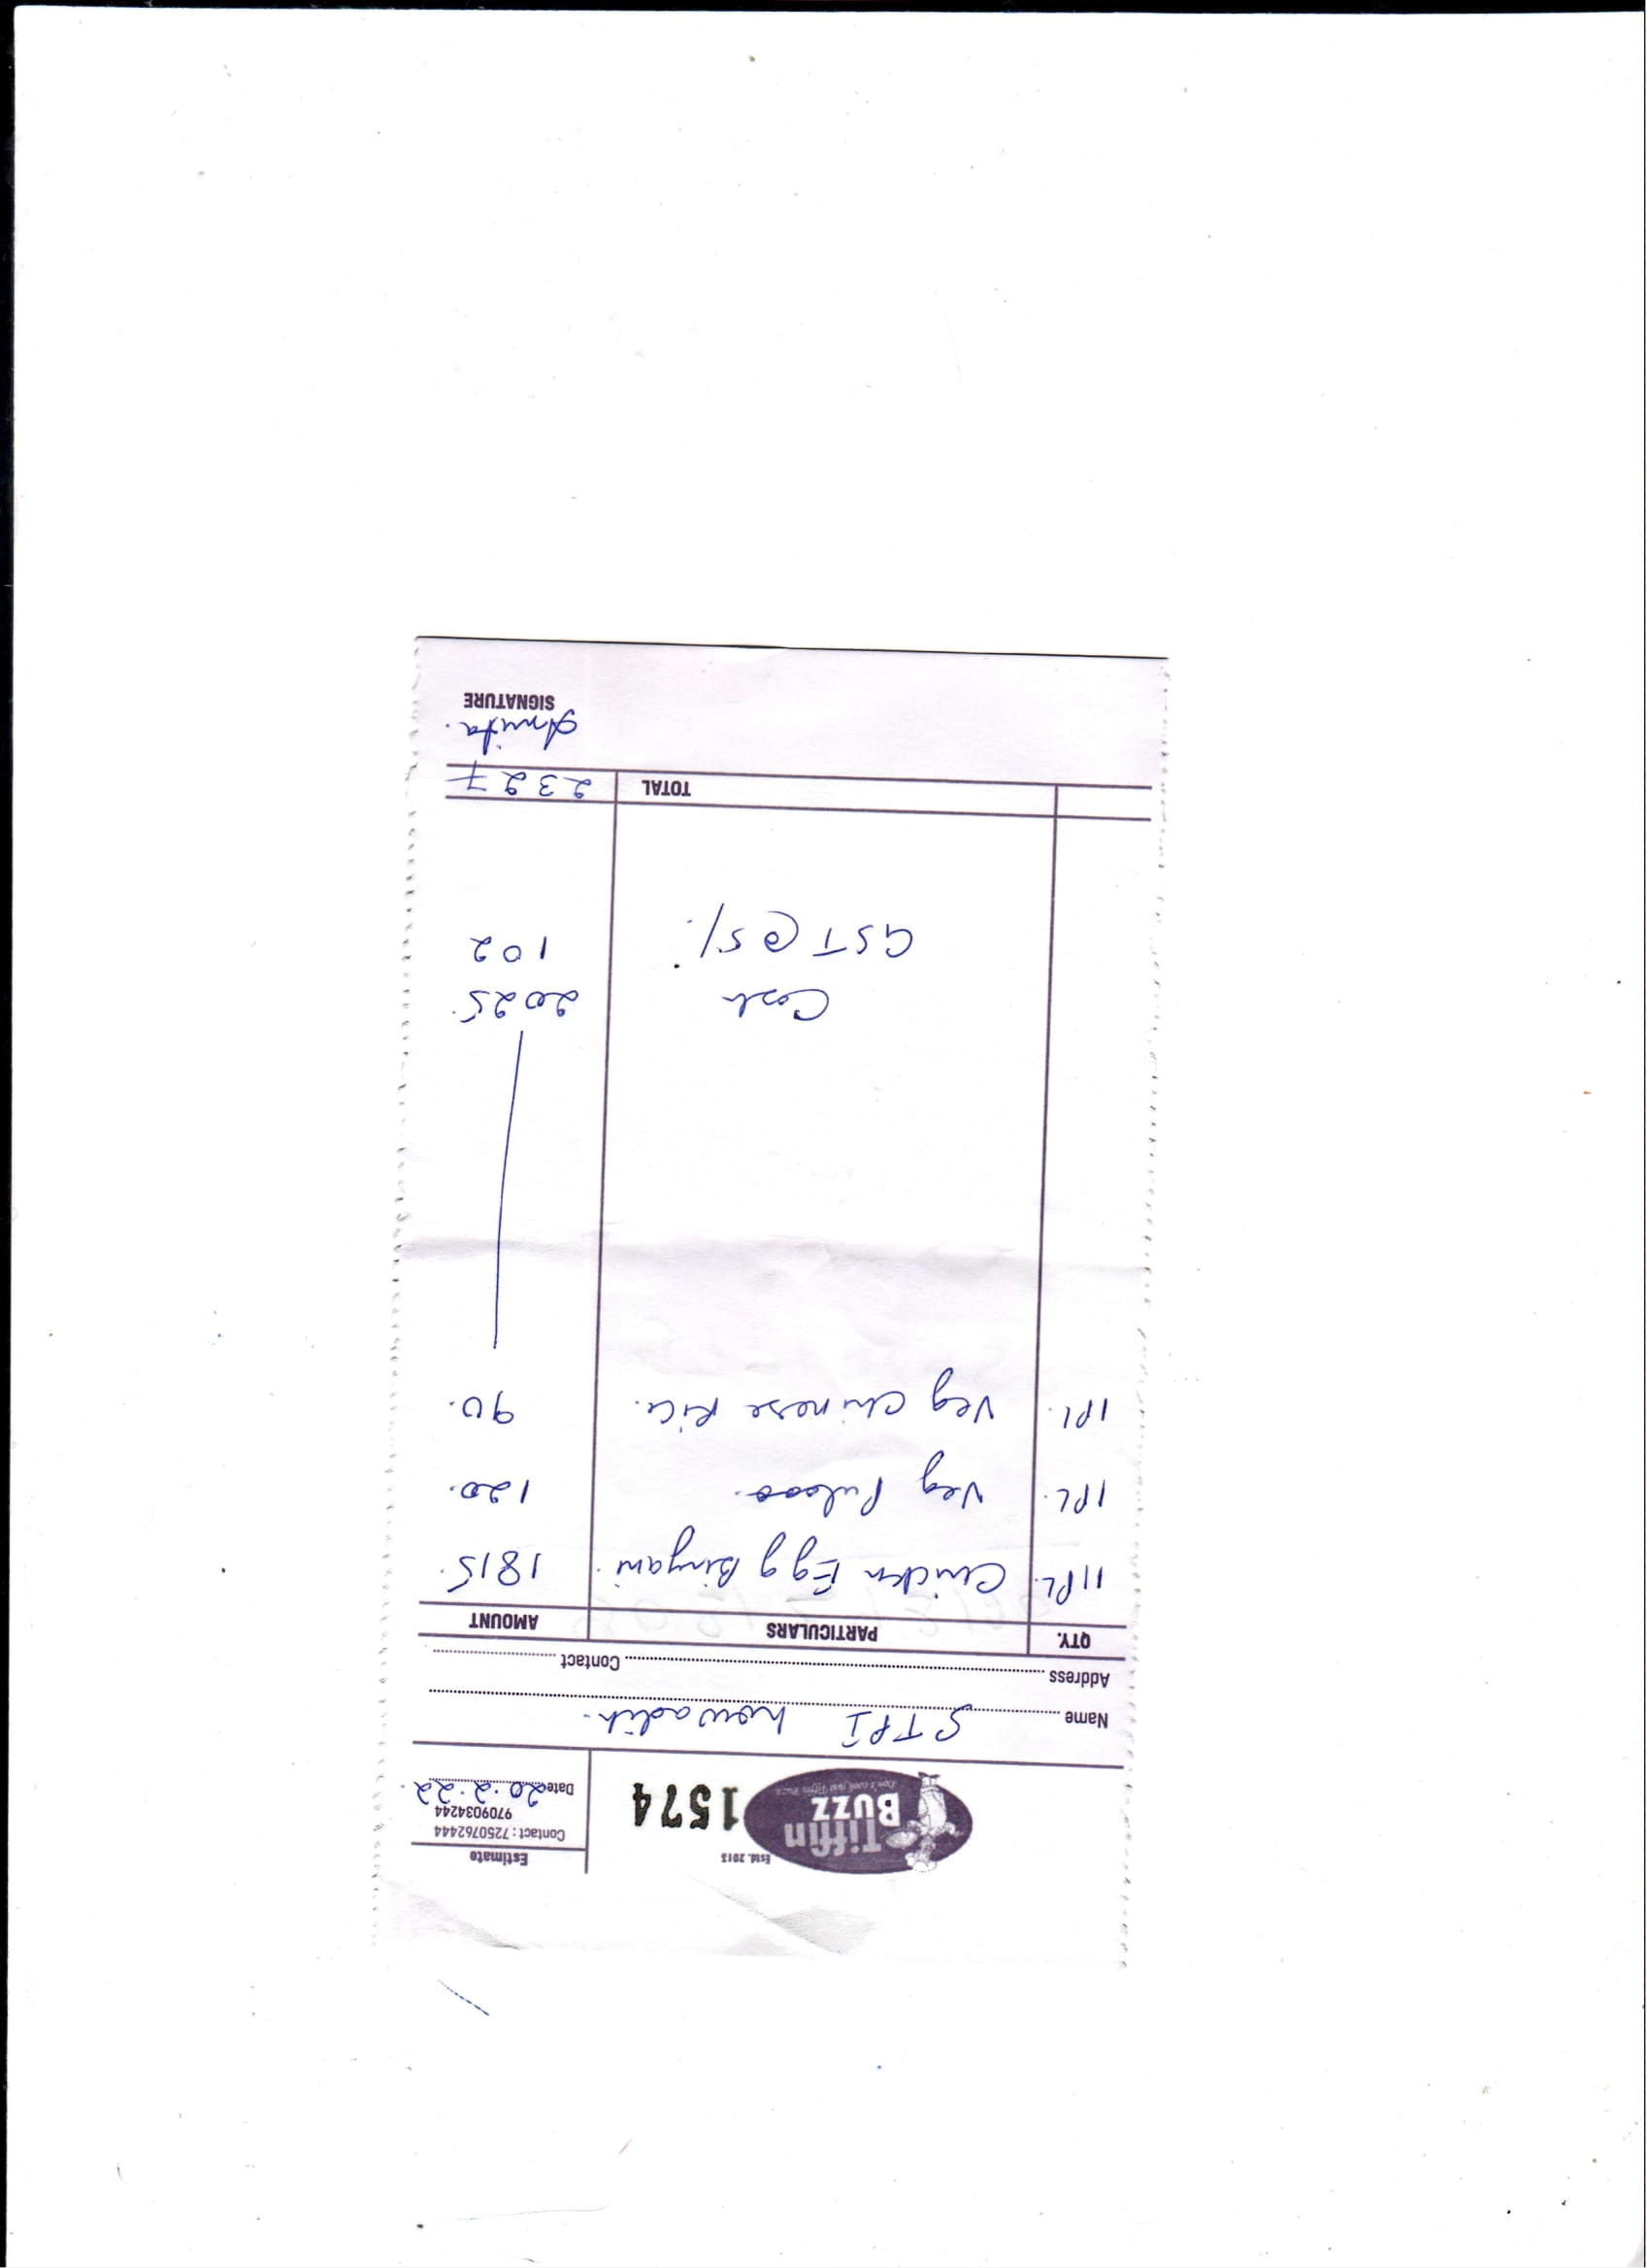 Tiffin Estd. 2013
BUZZ
Don't cook just Tiffin Buzz
1574
Estimate
Contact : 7250762444
9709034244
Date 20.2.22.
Name STPI Lowadih.
Address Contact
QTY. PARTICULARS AMOUNT
11PL. Chickn Egg Biryani. 1815.
1PL. Veg Pulaoo. 120.
1Pl. Veg Chinese Rice. 90.
Cash 2025.
GST @ 5%. 102
TOTAL 2327
Amita.
SIGNATURE